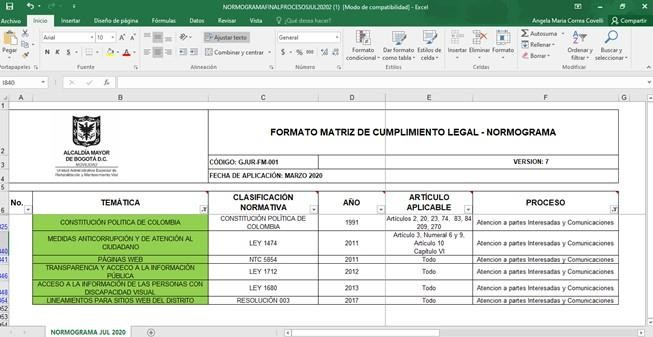 NORMOGRAMAFINALPROCESOSJUL20202 (1) [Modo de compatibilidad] - Excel
Archivo Inicio Insertar Diseño de página Fórmulas Datos Revisar Vista ¿Qué desea hacer? Angela Maria Correa Covelli Compartir
Pegar
Arial 10
Ajustar texto
General
Combinar y centrar
Formato condicional
Dar formato como tabla
Estilos de celda
Insertar Eliminar Formato
Autosuma
Rellenar
Borrar
Ordenar y filtrar
Buscar y seleccionar
Portapapeles Fuente Alineación Número Estilos Celdas Modificar
I840
A B C D E F G
ALCALDÍA MAYOR
DE BOGOTÁ D.C.
MOVILIDAD
Unidad Administrativa Especial de
Rehabilitación y Mantenimiento Vial
FORMATO MATRIZ DE CUMPLIMIENTO LEGAL - NORMOGRAMA
CÓDIGO: GJUR-FM-001 VERSION: 7
FECHA DE APLICACIÓN: MARZO 2020
No. TEMÁTICA CLASIFICACIÓN NORMATIVA AÑO ARTÍCULO APLICABLE PROCESO
CONSTITUCIÓN POLITICA DE COLOMBIA CONSTITUCIÓN POLÍTICA DE COLOMBIA 1991 Artículos 2, 20, 23, 74, 83, 84 209, 270 Atencion a partes Interesadas y Comunicaciones
MEDIDAS ANTICORRUPCIÓN Y DE ATENCIÓN AL CIUDADANO LEY 1474 2011 Artículo 3, Numeral 6 y 9, Artículo 10 Capítulo VI Atencion a partes Interesadas y Comunicaciones
PÁGINAS WEB NTC 5854 2011 Todo Atencion a partes Interesadas y Comunicaciones
TRANSPARENCIA Y ACCECO A LA INFORMACIÓN PÚBLICA LEY 1712 2012 Todo Atencion a partes Interesadas y Comunicaciones
ACCESO A LA INFORMACIÓN DE LAS PERSONAS CON DISCAPACIDAD VISUAL LEY 1680 2013 Todo Atencion a partes Interesadas y Comunicaciones
LINEAMIENTOS PARA SITIOS WEB DEL DISTRITO RESOLUCIÓN 003 2017 Todo Atencion a partes Interesadas y Comunicaciones
NORMOGRAMA JUL 2020